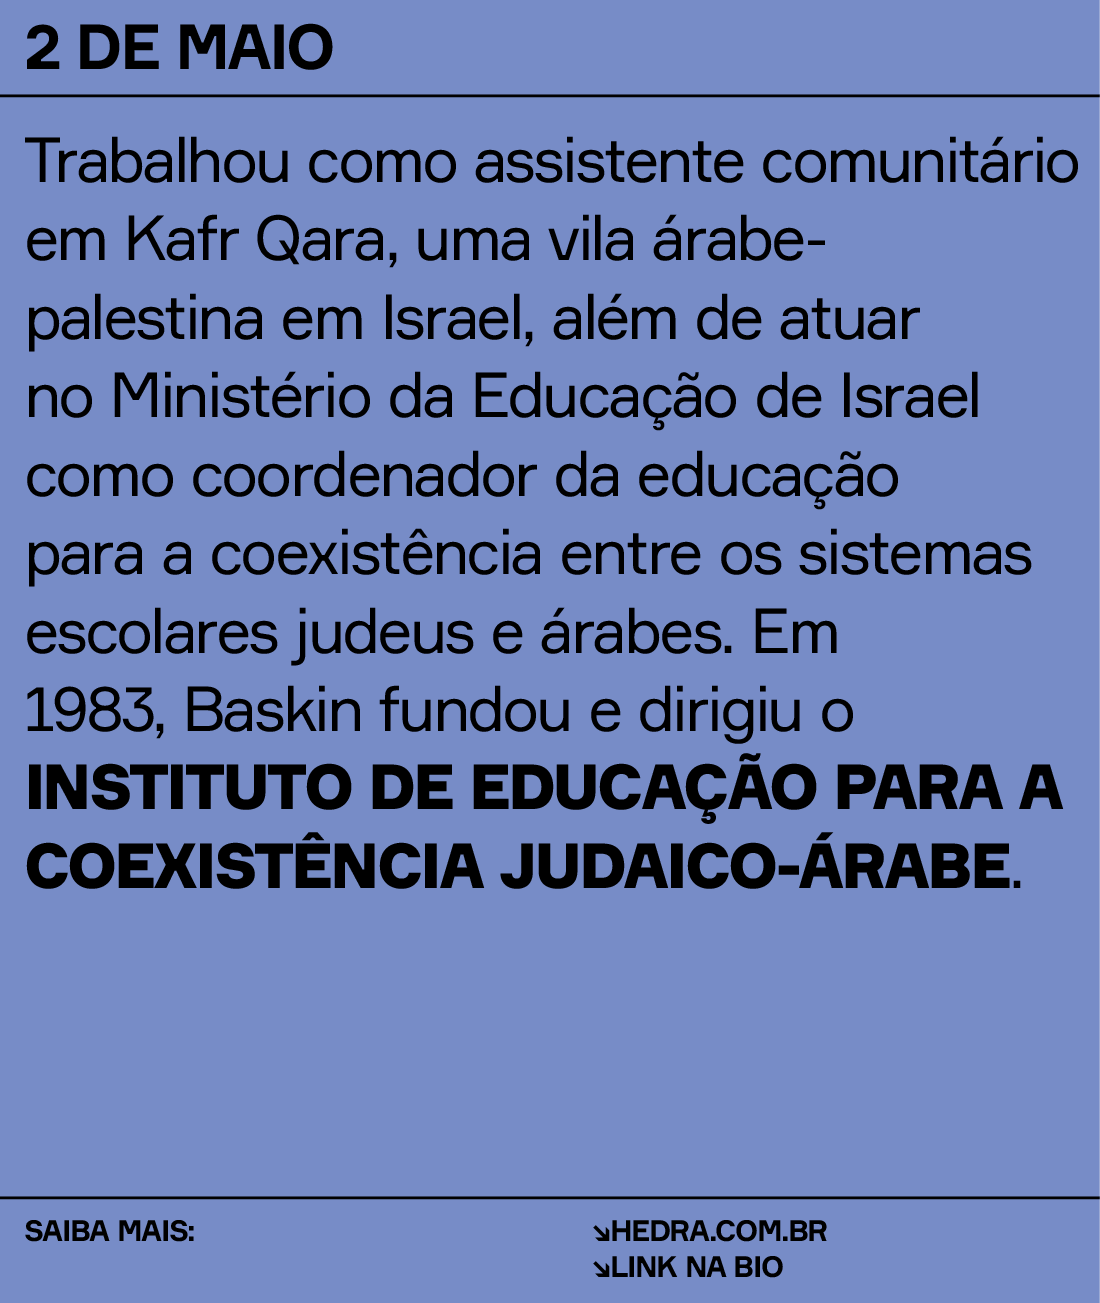 2 DE MAIO
Trabalhou como assistente comunitário
em Kafr Qara, uma vila árabe-
palestina em Israel, além de atuar
no Ministério da Educação de Israel
como coordenador da educação
para a coexistência entre os sistemas
escolares judeus e árabes. Em
1983, Baskin fundou e dirigiu o
INSTITUTO DE EDUCAÇÃO PARA A
COEXISTÊNCIA JUDAICO-ÁRABE.
SAIBA MAIS:
↘HEDRA.COM.BR
↘LINK NA BIO